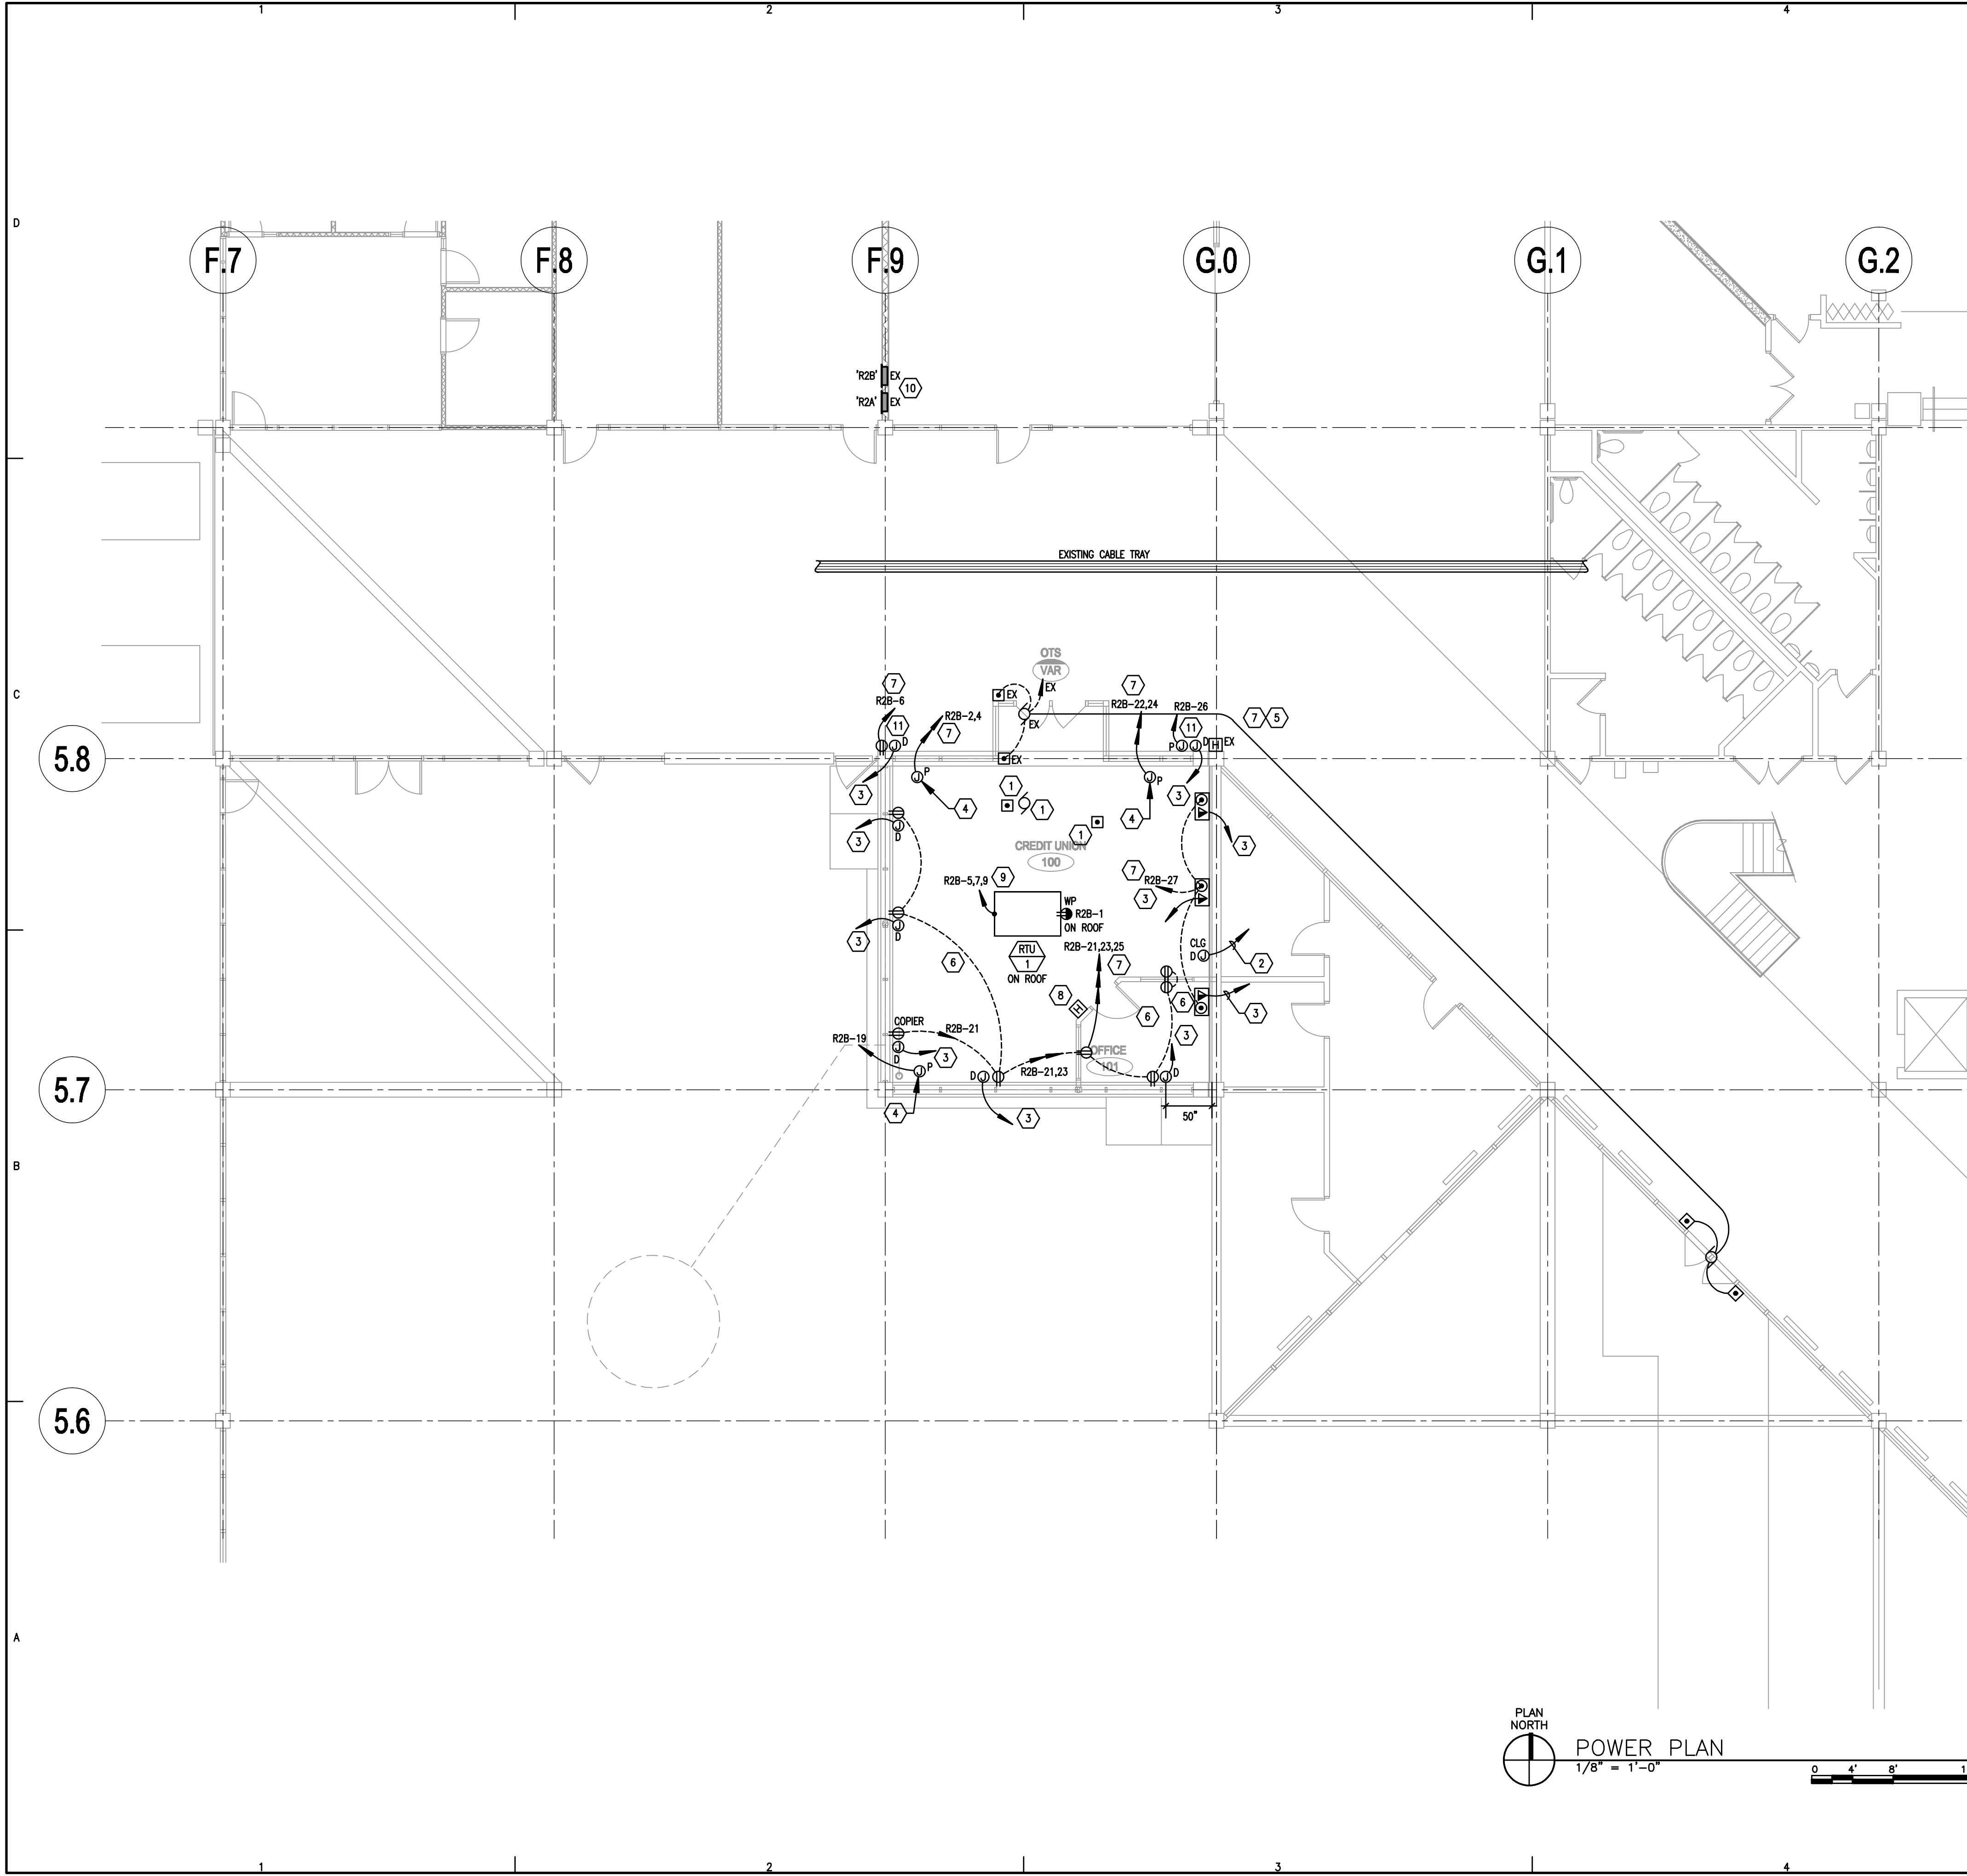 1 2 3 4
D
F.7 F.8 F.9 G.0 G.1 G.2
'R2B' EX
10
'R2A' EX
EXISTING CABLE TRAY
OTS
VAR
C
7
R2B-6
EX
EX
7
R2B-22,24
R2B-26
R2B-2,4
EX
7 5
11
7
11
D
P
D
EX
5.8
EX
P
P
3
1
3
4
1
4
1
3
D
3
CREDIT UNION
100
7
R2B-5,7,9
9
R2B-27
3
WP
R2B-1
ON ROOF
D
3
R2B-21,23,25
CLG
D
2
RTU
1
ON ROOF
6
7
8
6
3
6
COPIER
R2B-21
R2B-19
3
3
D
OFFICE
101
P
R2B-21,23
D
D
5.7
4
3
50"
B
5.6
A
PLAN
NORTH
POWER PLAN
1/8" = 1'-0"
0 4' 8' 1
1 2 3 4